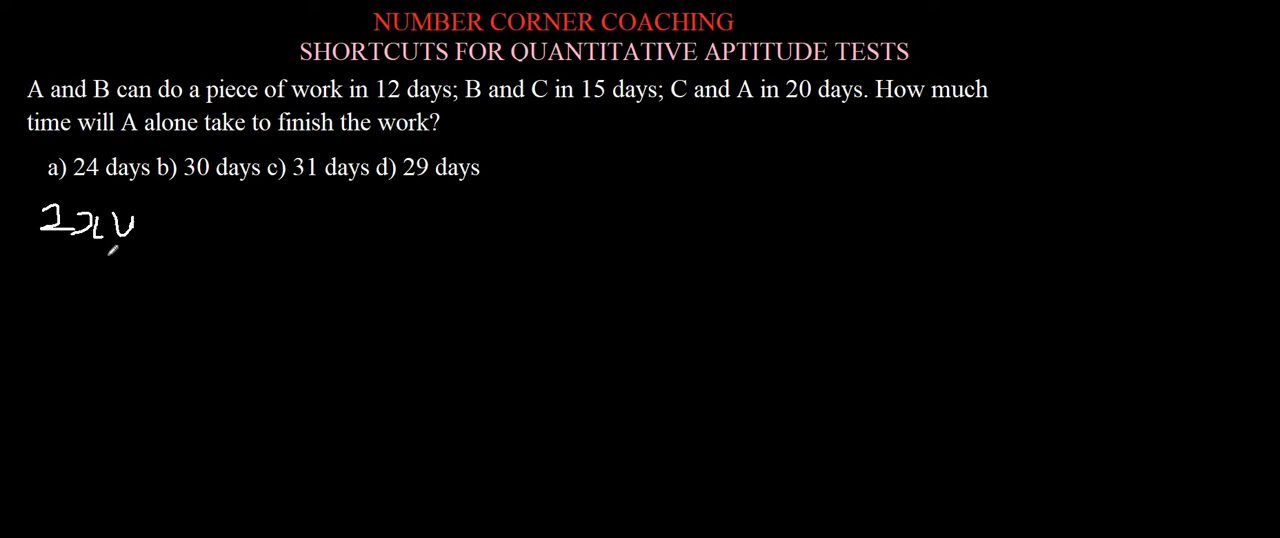 NUMBER CORNER COACHING
SHORTCUTS FOR QUANTITATIVE APTITUDE TESTS
A and B can do a piece of work in 12 days; B and C in 15 days; C and A in 20 days. How much
time will A alone take to finish the work?
a) 24 days b) 30 days c) 31 days d) 29 days